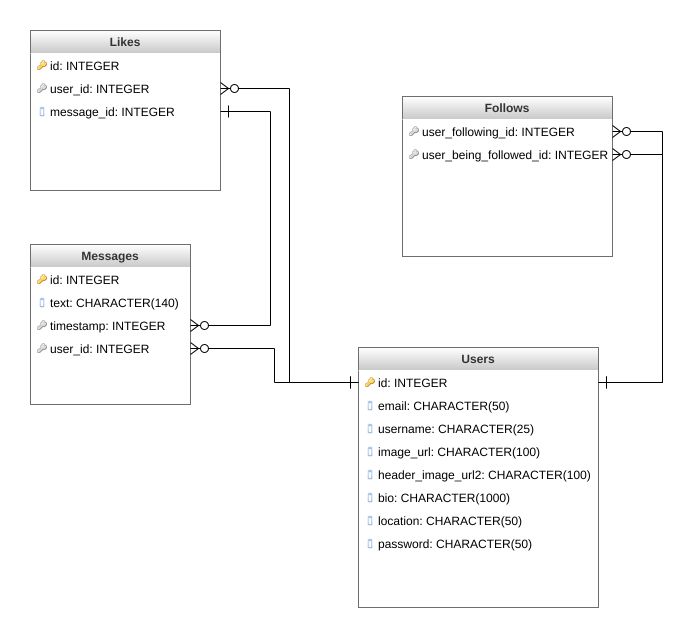 Likes
id: INTEGER
user_id: INTEGER
message_id: INTEGER
Follows
user_following_id: INTEGER
user_being_followed_id: INTEGER
Messages
id: INTEGER
text: CHARACTER(140)
timestamp: INTEGER
user_id: INTEGER
Users
id: INTEGER
email: CHARACTER(50)
username: CHARACTER(25)
image_url: CHARACTER(100)
header_image_url2: CHARACTER(100)
bio: CHARACTER(1000)
location: CHARACTER(50)
password: CHARACTER(50)